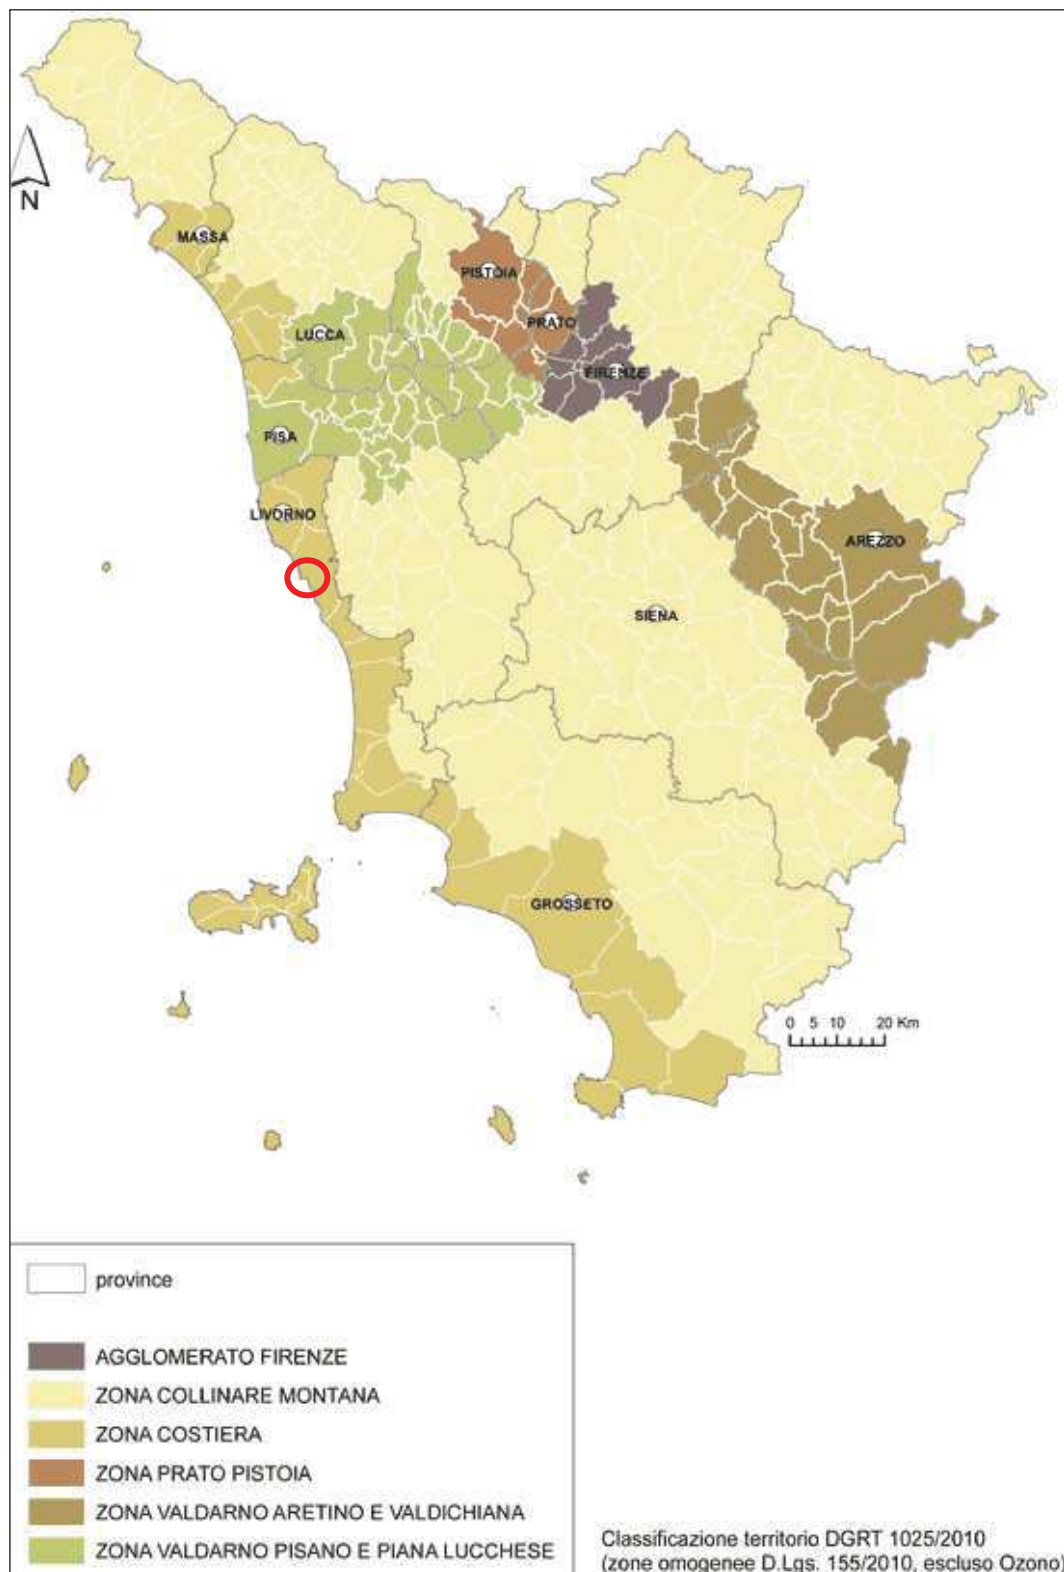 N
MASSA
PISTOIA
LUCCA
PRATO
FIRENZE
PISA
LIVORNO
AREZZO
SIENA
GROSSETO
0 5 10 20 Km
province
AGGLOMERATO FIRENZE
ZONA COLLINARE MONTANA
ZONA COSTIERA
ZONA PRATO PISTOIA
ZONA VALDARNO ARETINO E VALDICHIANA
ZONA VALDARNO PISANO E PIANA LUCCHESE
Classificazione territorio DGRT 1025/2010
(zone omogenee D.Lgs. 155/2010, escluso Ozono)